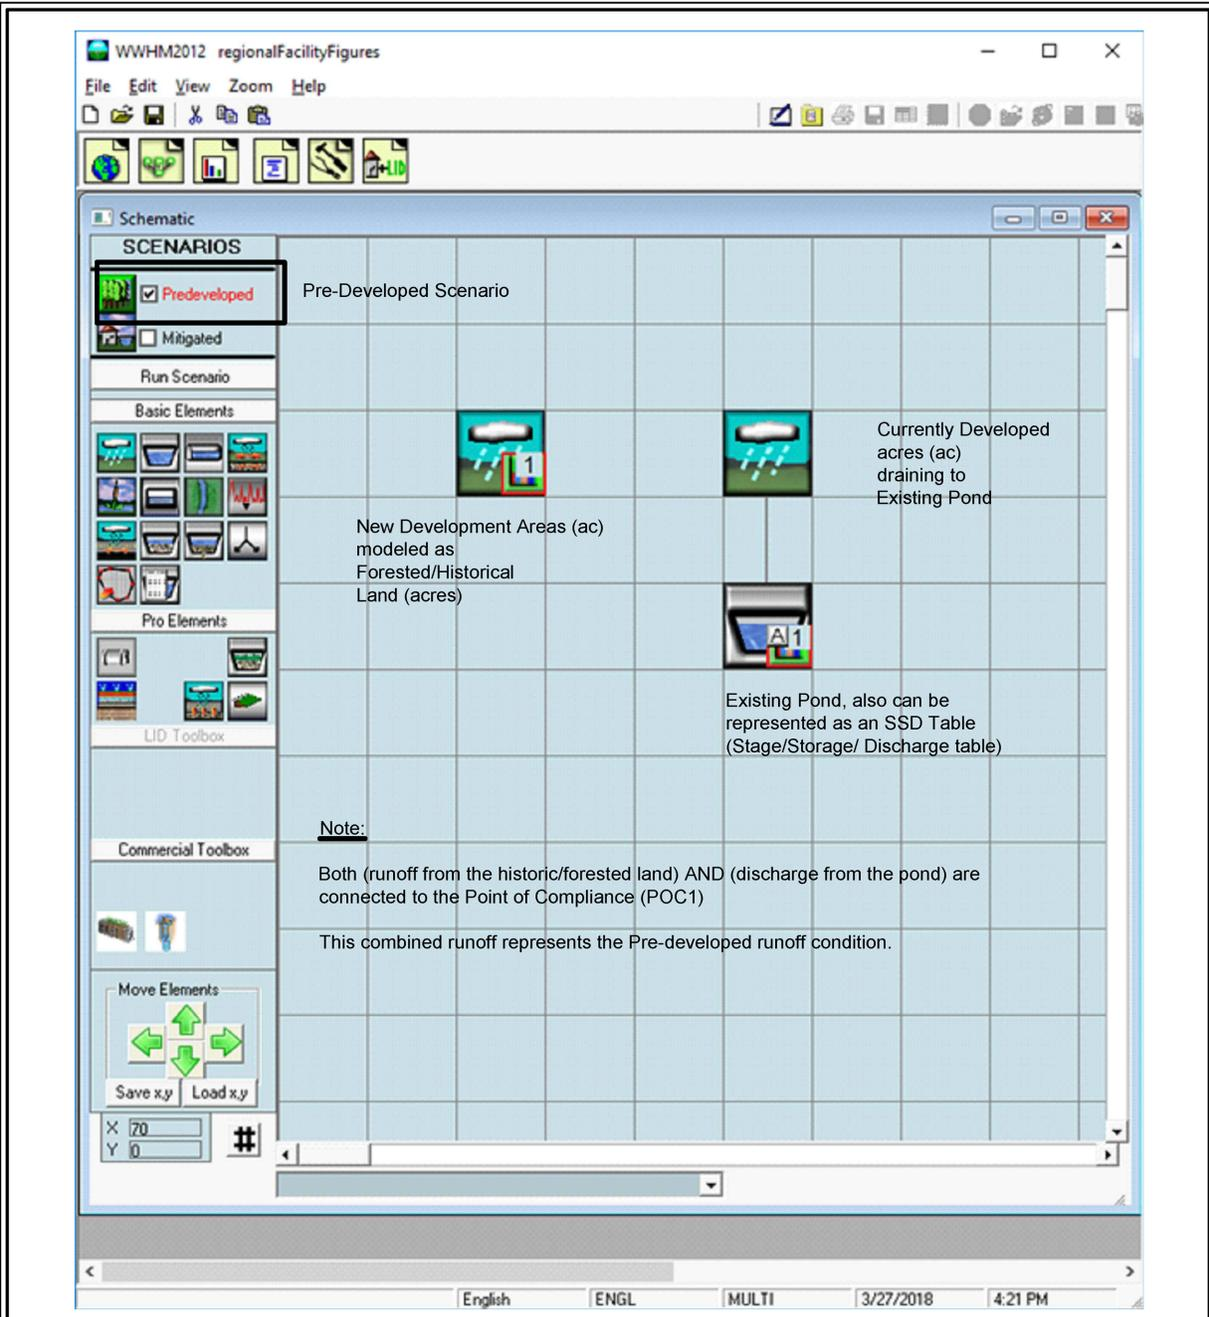 WWHM2012 regionalFacilityFigures
File Edit View Zoom Help
+LID
Schematic
SCENARIOS
Predeveloped
Pre-Developed Scenario
Mitigated
Run Scenario
Basic Elements
1
Currently Developed
acres (ac)
draining to
Existing Pond
New Development Areas (ac)
modeled as
Forested/Historical
Land (acres)
A 1
Pro Elements
LID Toolbox
Existing Pond, also can be
represented as an SSD Table
(Stage/Storage/ Discharge table)
Note:
Commercial Toolbox
Both (runoff from the historic/forested land) AND (discharge from the pond) are
connected to the Point of Compliance (POC1)
This combined runoff represents the Pre-developed runoff condition.
Move Elements
Save x,y Load x,y
X 70
Y 0
#
English ENGL MULTI 3/27/2018 4:21 PM